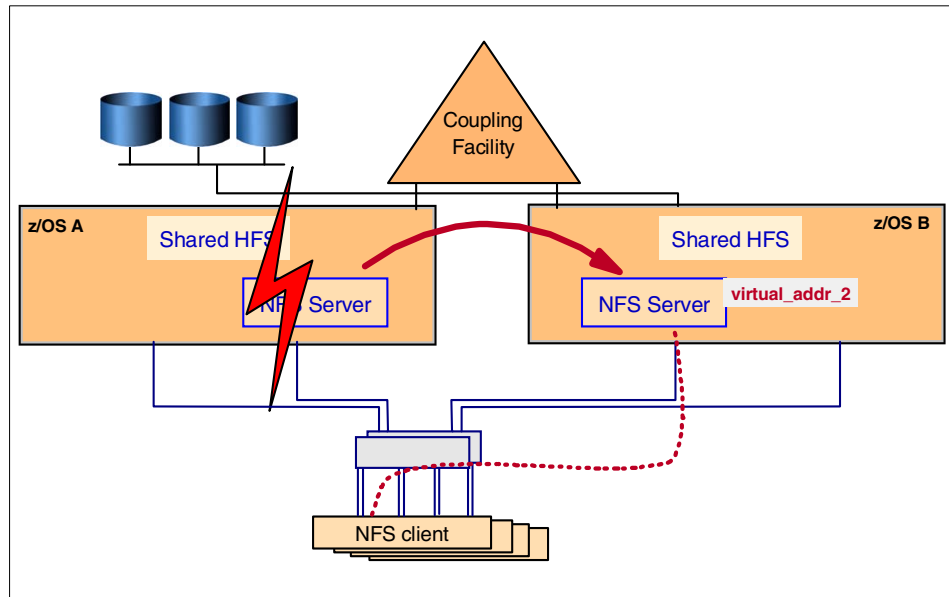 Coupling
Facility
z/OS A
Shared HFS
NFS Server
z/OS B
Shared HFS
NFS Server
virtual_addr_2
NFS client